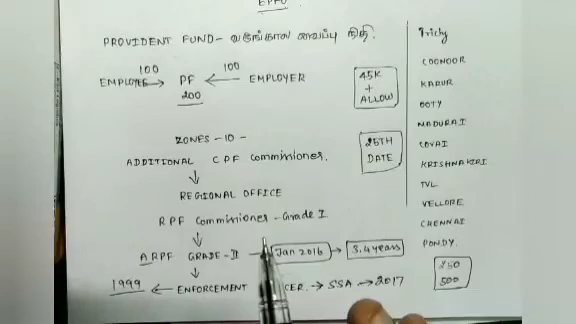 EPFO
PROVIDENT FUND - வருங்கால வைப்பு நிதி.
100 100
EMPLOYEE → PF ← EMPLOYER
200
45K
+
ALLOW
ZONES - 10 -
25TH
DATE
ADDITIONAL CPF Commissioner.
↓
REGIONAL OFFICE
RPF Commissioner - Grade I
↓
ARPF GRADE - II — Jan 2016 → 3.4 years
↓
1999 ← ENFORCEMENT CER. → SSA → 2017
Trichy
COONOOR
KARUR
OOTY
MADURAI
COVAI
KRISHNAGIRI
TVL
VELLORE
CHENNAI
PONDY.
250
500